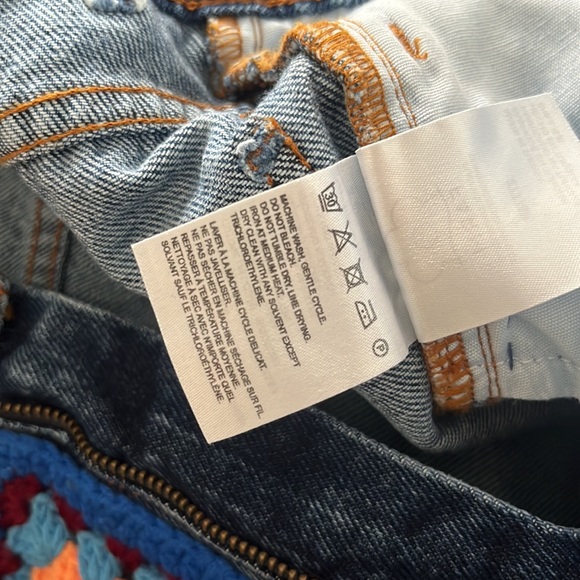 30
P
MACHINE WASH, GENTLE CYCLE.
DO NOT BLEACH.
DO NOT TUMBLE DRY, LINE DRYING.
IRON AT MEDIUM HEAT.
DRY CLEAN WITH ANY SOLVENT EXCEPT
TRICHLOROETHYLENE.
LAVER À LA MACHINE CYCLE DELICAT.
NE PAS JAVELLISER.
NE PAS SÉCHER EN MACHINE SÉCHAGE SUR FIL.
REPASSER À TEMPÉRATURE MOYENNE.
NETTOYAGE À SEC AVEC N'IMPORTE QUEL
SOLVANT SAUF LE TRICHLOROÉTHYLÈNE.